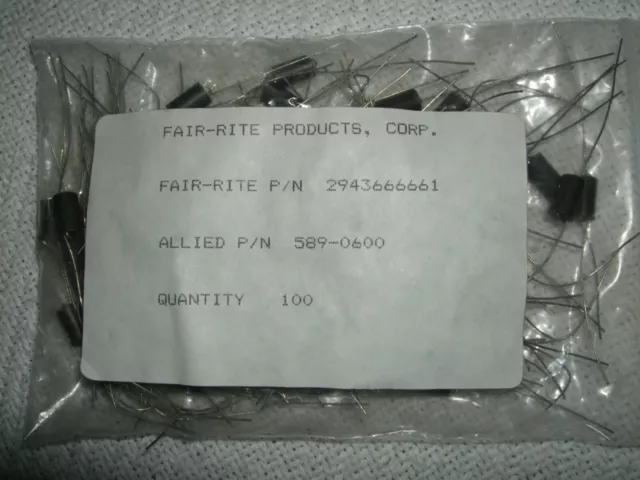 FAIR-RITE PRODUCTS, CORP.
FAIR-RITE P/N 2943666661
ALLIED P/N 589-0600
QUANTITY 100